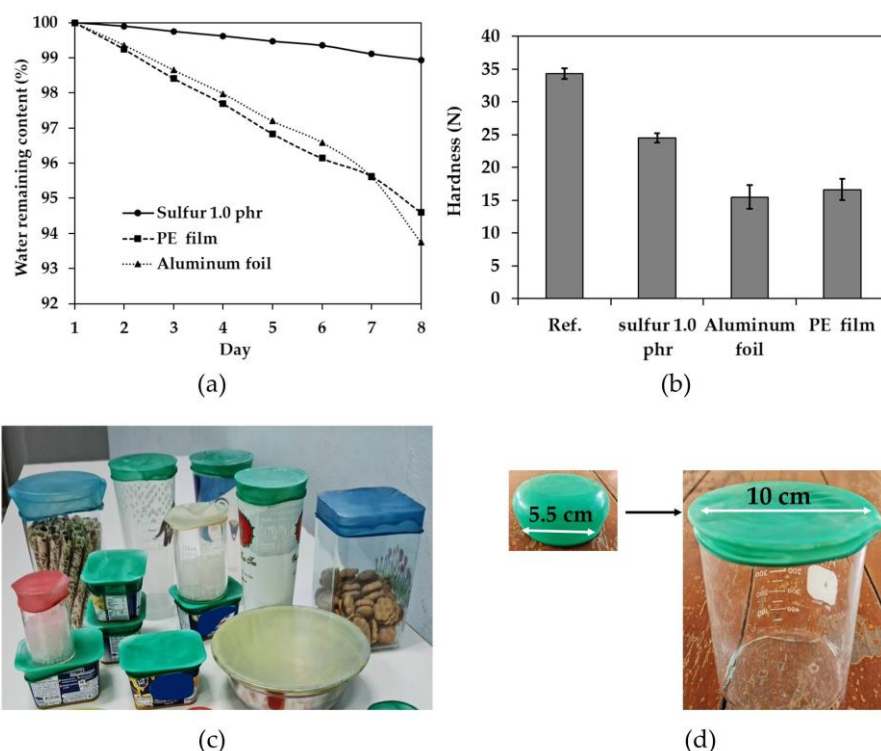 100
99
98
97
96
95
94
93
92
Water remaining content (%)
Sulfur 1.0 phr
PE film
Aluminum foil
1 2 3 4 5 6 7 8
Day
(a)
40
35
30
25
20
15
10
5
0
Hardness (N)
Ref. sulfur 1.0 Aluminum PE film
phr foil
(b)
(c)
5.5 cm
10 cm
(d)